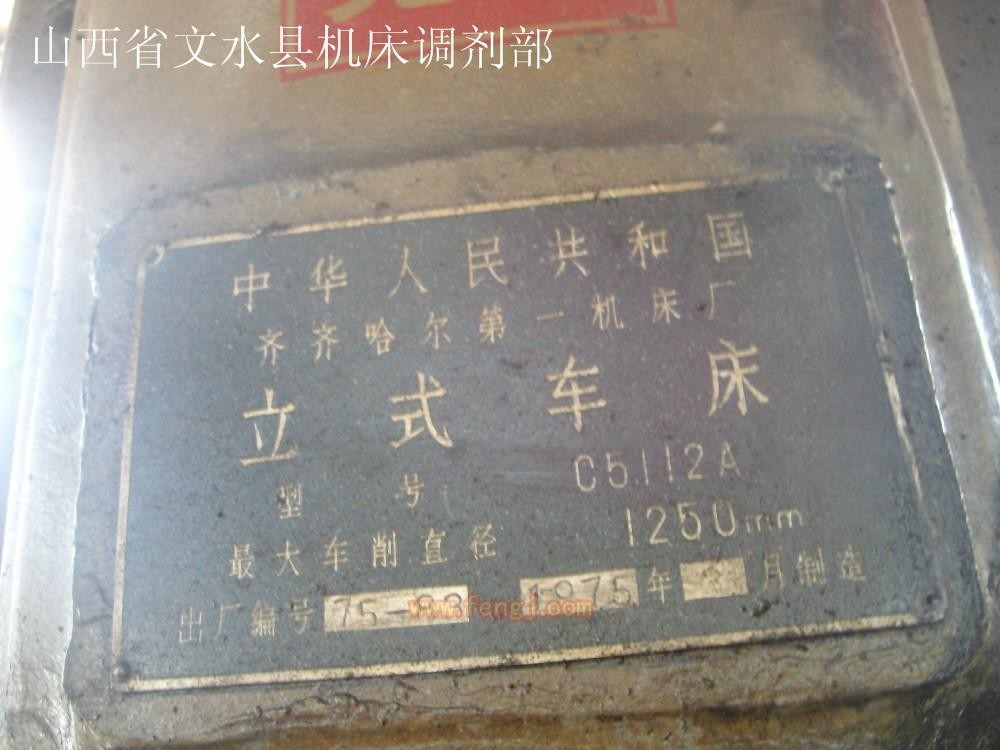 山西省文水县机床调剂部
中华人民共和国
齐齐哈尔第一机床厂
立式车床
型号 C5112A
最大车削直径 1250mm
出厂编号 75- 1975年 月制造
www.fengj.com